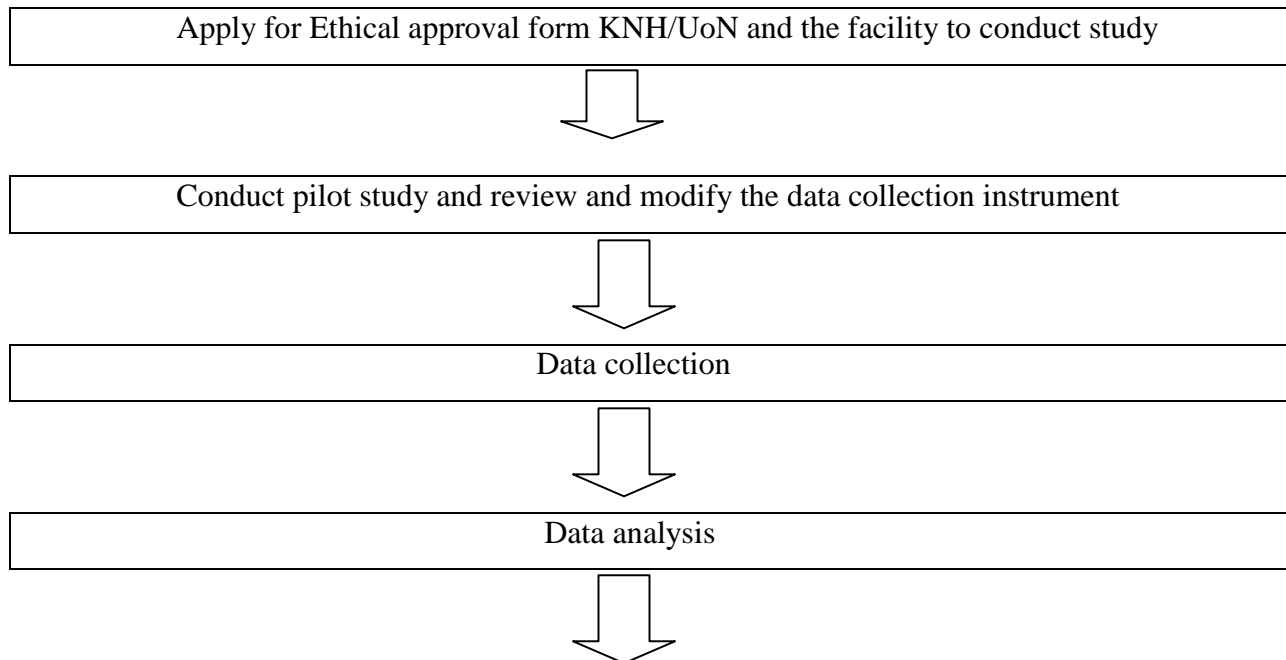 Apply for Ethical approval form KNH/UoN and the facility to conduct study
Conduct pilot study and review and modify the data collection instrument
Data collection
Data analysis